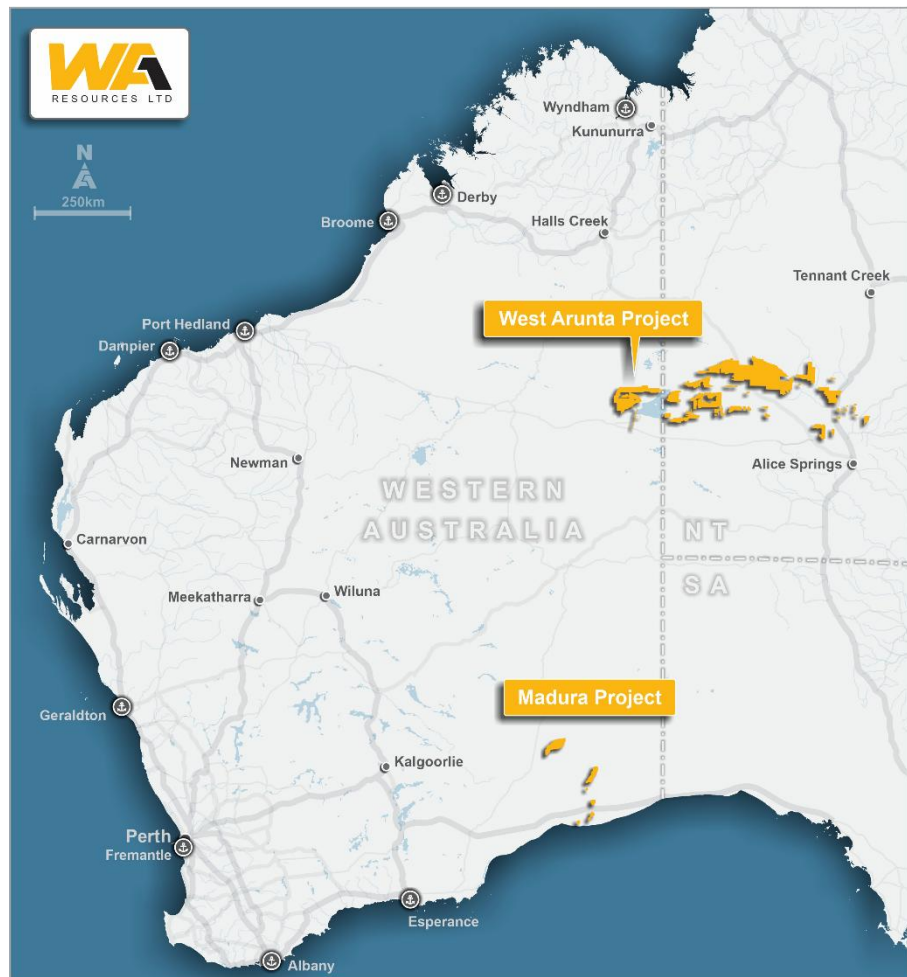 WA1
RESOURCES LTD
N
250km
Wyndham
Kununurra
Derby
Broome
Halls Creek
Tennant Creek
West Arunta Project
Port Hedland
Dampier
Newman
Alice Springs
WESTERN
AUSTRALIA
NT
Carnarvon
SA
Meekatharra
Wiluna
Madura Project
Geraldton
Kalgoorlie
Perth
Fremantle
Esperance
Albany